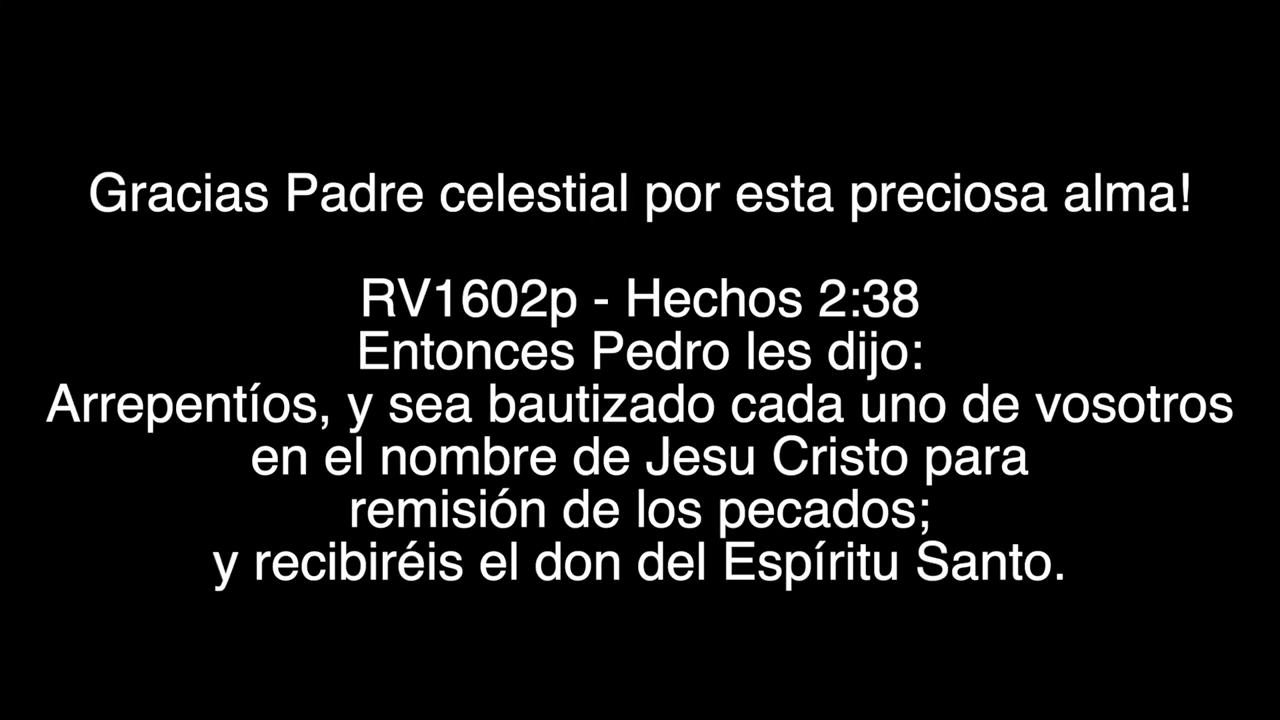 Gracias Padre celestial por esta preciosa alma!
RV1602p - Hechos 2:38
Entonces Pedro les dijo:
Arrepentíos, y sea bautizado cada uno de vosotros
en el nombre de Jesu Cristo para
remisión de los pecados;
y recibiréis el don del Espíritu Santo.